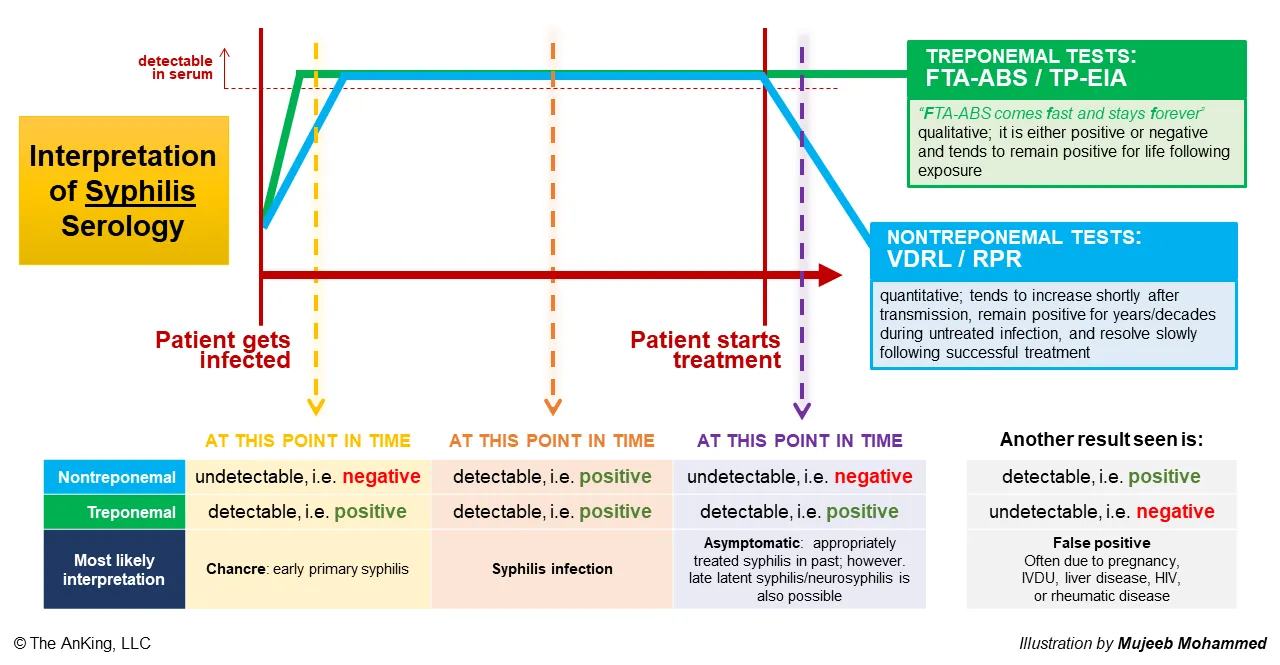 detectable
in serum
TREPONEMAL TESTS:
FTA-ABS / TP-EIA
“FTA-ABS comes fast and stays forever”
qualitative; it is either positive or negative
and tends to remain positive for life following
exposure
Interpretation
of Syphilis
Serology
NONTREPONEMAL TESTS:
VDRL / RPR
quantitative; tends to increase shortly after
transmission, remain positive for years/decades
during untreated infection, and resolve slowly
following successful treatment
Patient gets
infected
Patient starts
treatment
AT THIS POINT IN TIME
AT THIS POINT IN TIME
AT THIS POINT IN TIME
Another result seen is:
Nontreponemal
undetectable, i.e. negative
detectable, i.e. positive
undetectable, i.e. negative
detectable, i.e. positive
Treponemal
detectable, i.e. positive
detectable, i.e. positive
detectable, i.e. positive
undetectable, i.e. negative
Most likely
interpretation
Chancre: early primary syphilis
Syphilis infection
Asymptomatic: appropriately
treated syphilis in past; however.
late latent syphilis/neurosyphilis is
also possible
False positive
Often due to pregnancy,
IVDU, liver disease, HIV,
or rheumatic disease
© The AnKing, LLC
Illustration by Mujeeb Mohammed